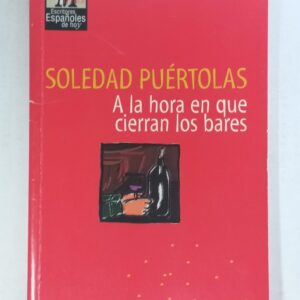 Escritores
Españoles
de hoy
SOLEDAD PUÉRTOLAS
A la hora en que
cierran los bares